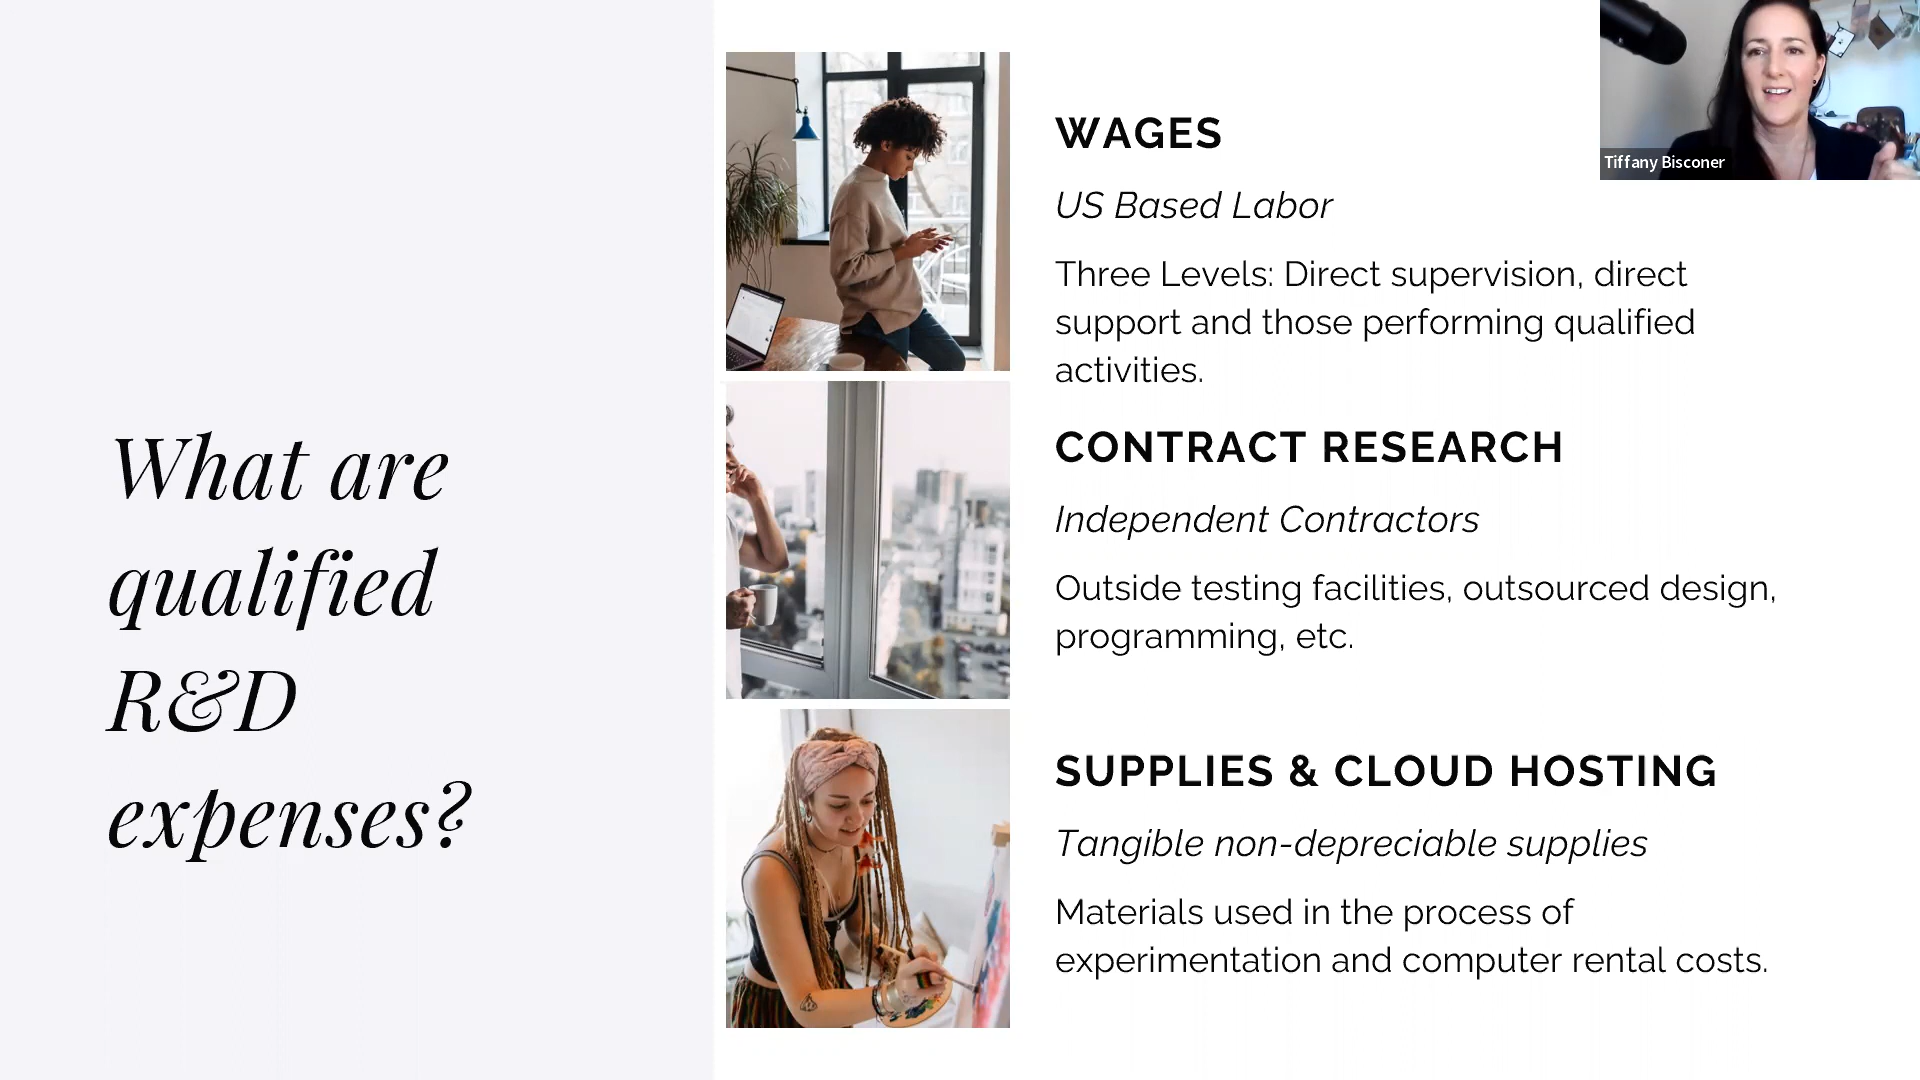 What are
qualified
R&D
expenses?
WAGES
US Based Labor
Three Levels: Direct supervision, direct
support and those performing qualified
activities.
CONTRACT RESEARCH
Independent Contractors
Outside testing facilities, outsourced design,
programming, etc.
SUPPLIES & CLOUD HOSTING
Tangible non-depreciable supplies
Materials used in the process of
experimentation and computer rental costs.
Tiffany Bisconer